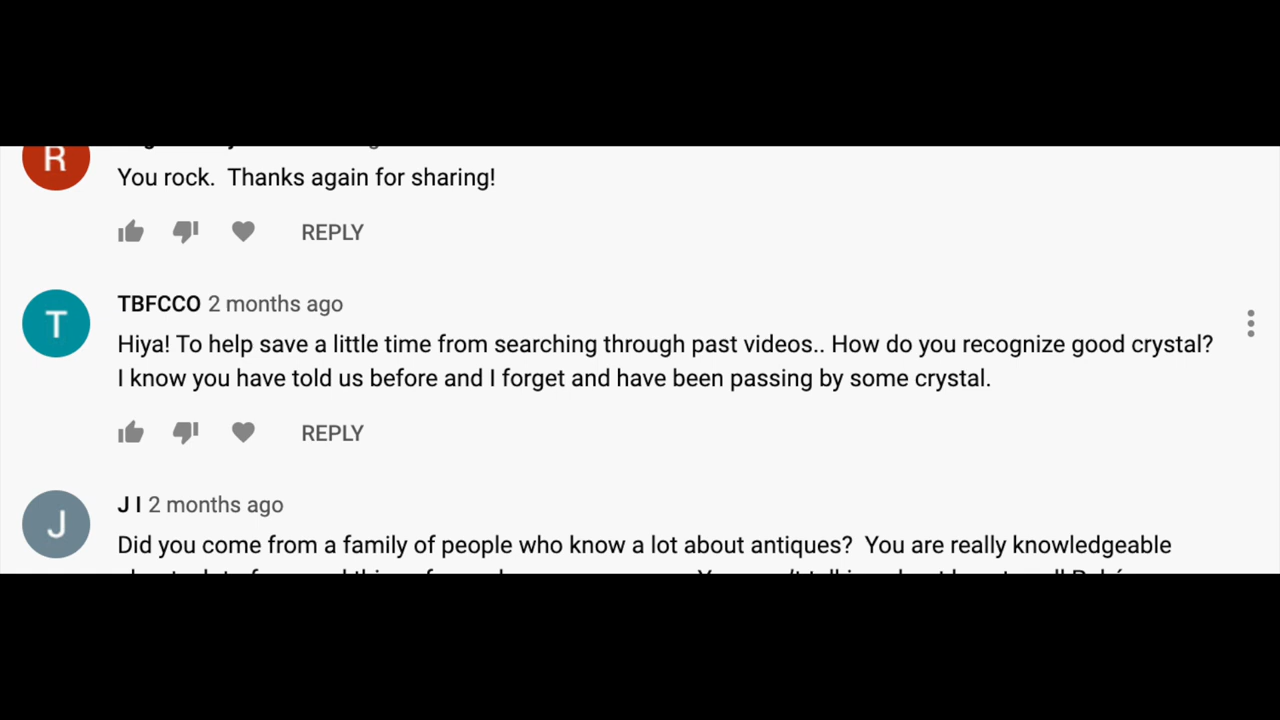 R
You rock.  Thanks again for sharing!
REPLY
T
TBFCCO 2 months ago
Hiya! To help save a little time from searching through past videos.. How do you recognize good crystal?
I know you have told us before and I forget and have been passing by some crystal.
REPLY
J
J I 2 months ago
Did you come from a family of people who know a lot about antiques?  You are really knowledgeable